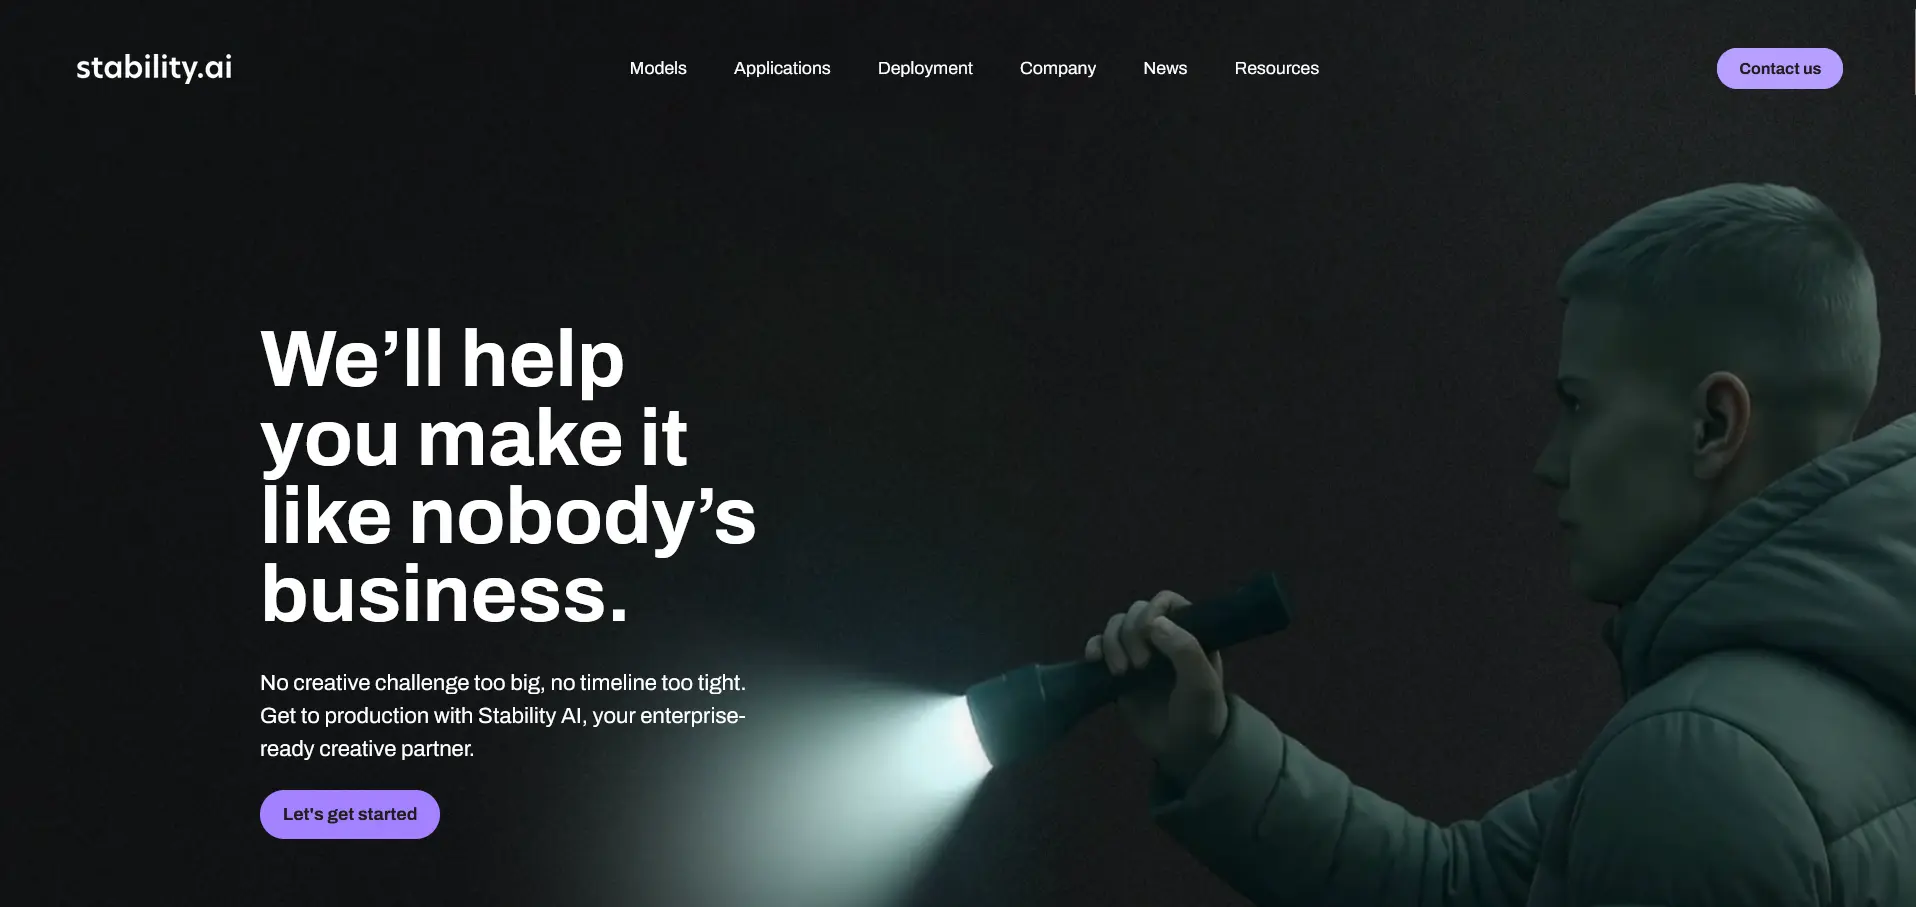 stability.ai
Models
Applications
Deployment
Company
News
Resources
Contact us
We’ll help
you make it
like nobody’s
business.
No creative challenge too big, no timeline too tight.
Get to production with Stability AI, your enterprise-
ready creative partner.
Let's get started